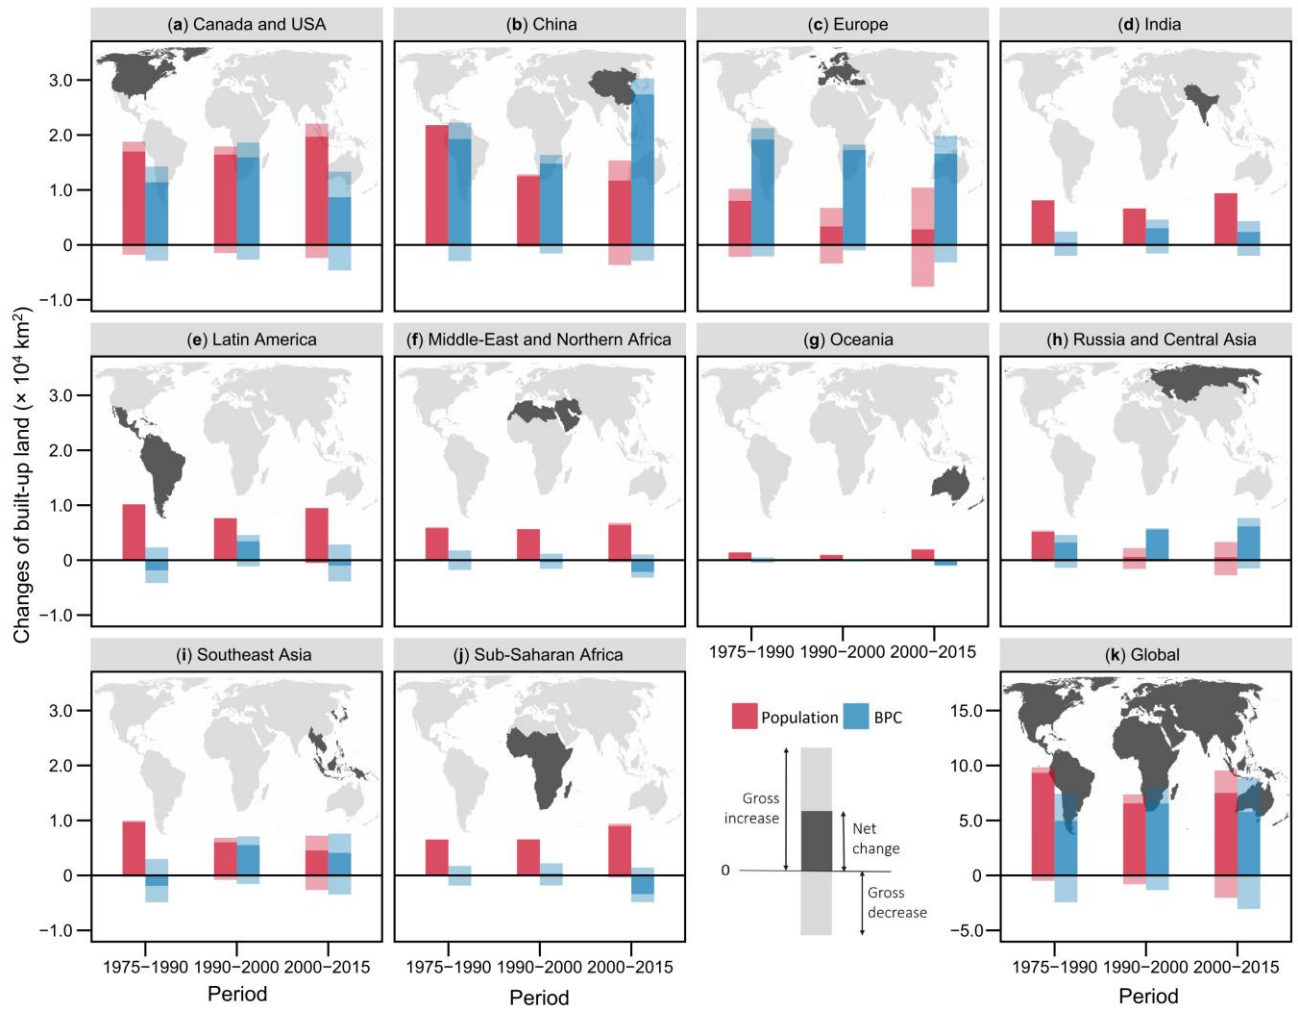 (a) Canada and USA
(b) China
(c) Europe
(d) India
3.0
2.0
1.0
0
−1.0
Changes of built-up land (× 10⁴ km²)
(e) Latin America
(f) Middle-East and Northern Africa
(g) Oceania
(h) Russia and Central Asia
3.0
2.0
1.0
0
−1.0
1975−1990 1990−2000 2000−2015
(i) Southeast Asia
(j) Sub-Saharan Africa
(k) Global
3.0
2.0
1.0
0
−1.0
Population
BPC
Gross
increase
Net
change
0
Gross
decrease
15.0
10.0
5.0
0
−5.0
1975−1990 1990−2000 2000−2015
Period
1975−1990 1990−2000 2000−2015
Period
1975−1990 1990−2000 2000−2015
Period